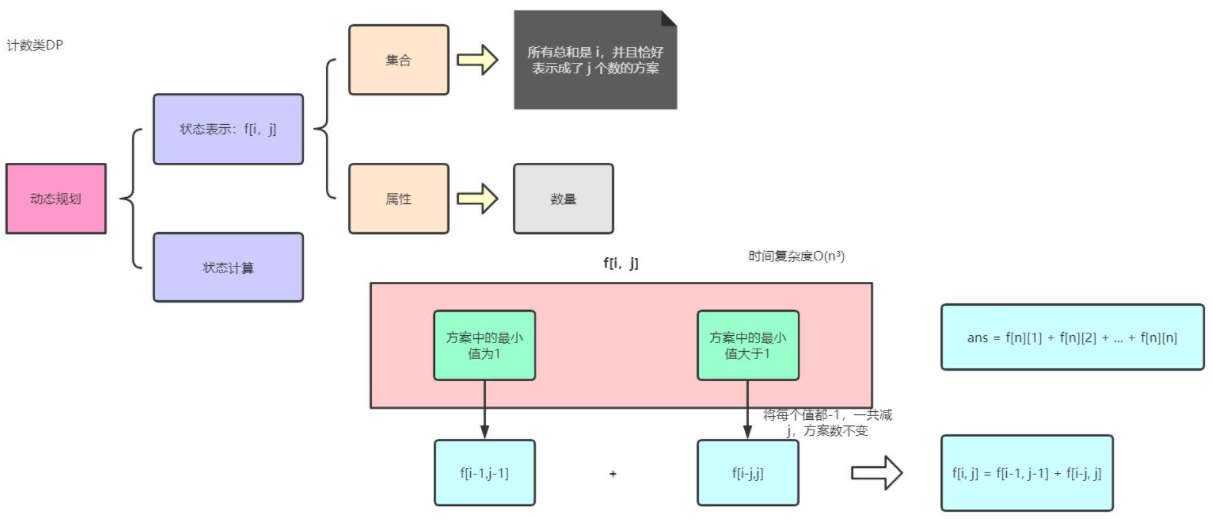 计数类DP
动态规划
状态表示：f[i，j]
状态计算
集合
所有总和是 i，并且恰好
表示成了 j 个数的方案
属性
数量
f[i，j]
时间复杂度O(n³)
方案中的最小
值为1
方案中的最小
值大于1
将每个值都-1，一共减
j，方案数不变
f[i-1,j-1]
+
f[i-j,j]
ans = f[n][1] + f[n][2] + ... + f[n][n]
f[i, j] = f[i-1, j-1] + f[i-j, j]